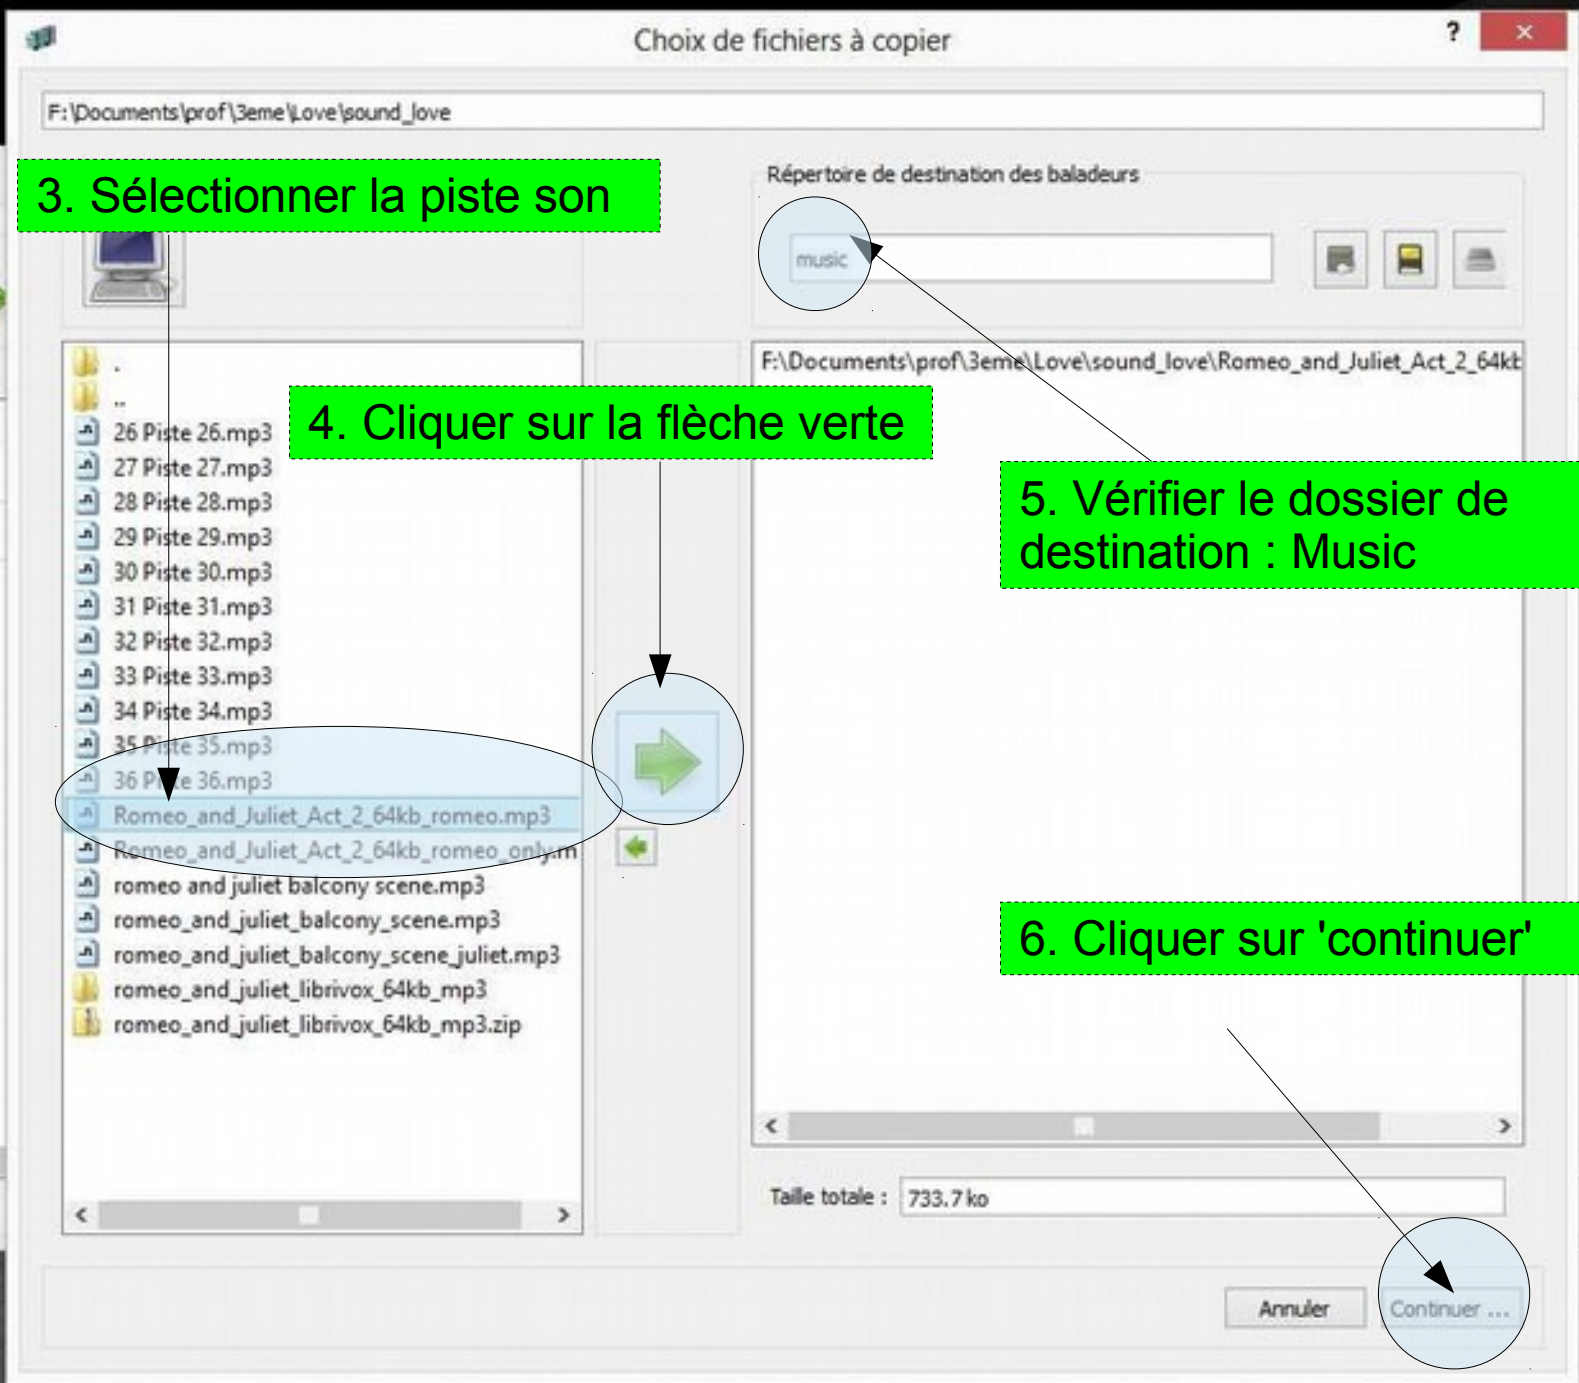 Choix de fichiers à copier
?
F:\Documents\prof\3eme\Love\sound_love
3. Sélectionner la piste son
Répertoire de destination des baladeurs
music
.
..
26 Piste 26.mp3
27 Piste 27.mp3
28 Piste 28.mp3
29 Piste 29.mp3
30 Piste 30.mp3
31 Piste 31.mp3
32 Piste 32.mp3
33 Piste 33.mp3
34 Piste 34.mp3
35 Piste 35.mp3
36 Piste 36.mp3
Romeo_and_Juliet_Act_2_64kb_romeo.mp3
Romeo_and_Juliet_Act_2_64kb_romeo_only.m
romeo and juliet balcony scene.mp3
romeo_and_juliet_balcony_scene.mp3
romeo_and_juliet_balcony_scene_juliet.mp3
romeo_and_juliet_librivox_64kb_mp3
romeo_and_juliet_librivox_64kb_mp3.zip
4. Cliquer sur la flèche verte
F:\Documents\prof\3eme\Love\sound_love\Romeo_and_Juliet_Act_2_64kb
5. Vérifier le dossier de
destination : Music
6. Cliquer sur 'continuer'
Taille totale : 733.7 ko
Annuler
Continuer ...